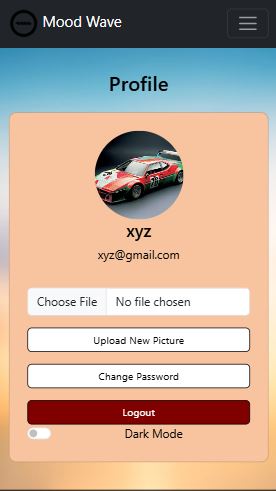 Mood Wave
Profile
xyz
xyz@gmail.com
Choose File No file chosen
Upload New Picture
Change Password
Logout
Dark Mode